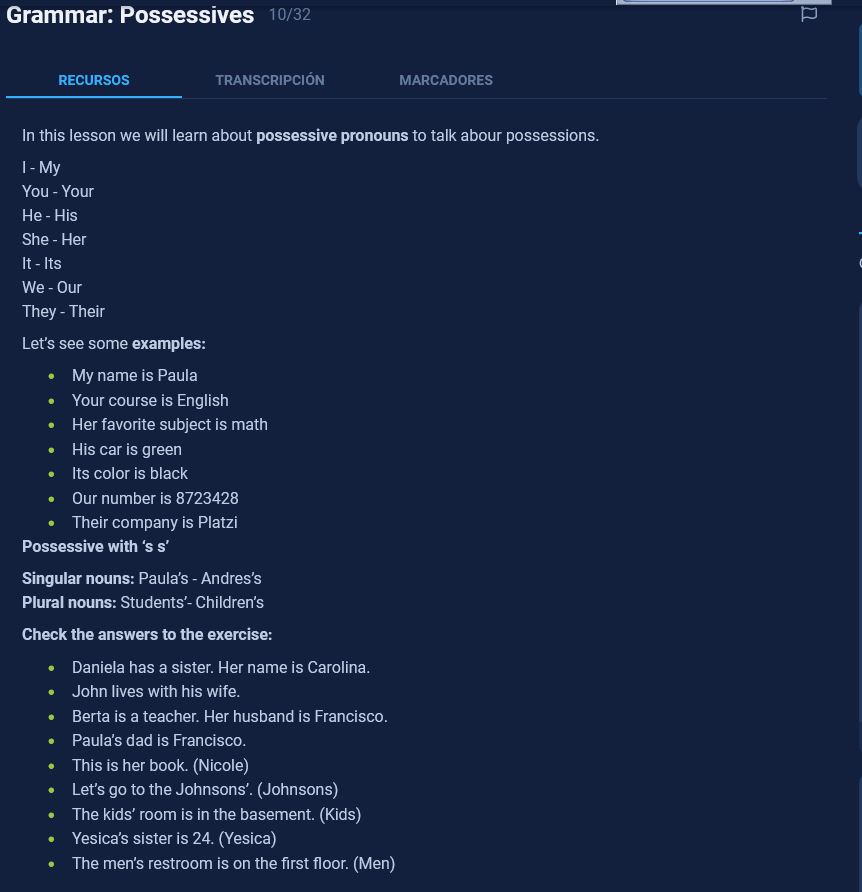 Grammar: Possessives 10/32
RECURSOS TRANSCRIPCIÓN MARCADORES
In this lesson we will learn about possessive pronouns to talk abour possessions.
I - My
You - Your
He - His
She - Her
It - Its
We - Our
They - Their
Let’s see some examples:
• My name is Paula
• Your course is English
• Her favorite subject is math
• His car is green
• Its color is black
• Our number is 8723428
• Their company is Platzi
Possessive with ‘s s’
Singular nouns: Paula’s - Andres’s
Plural nouns: Students’- Children’s
Check the answers to the exercise:
• Daniela has a sister. Her name is Carolina.
• John lives with his wife.
• Berta is a teacher. Her husband is Francisco.
• Paula’s dad is Francisco.
• This is her book. (Nicole)
• Let’s go to the Johnsons’. (Johnsons)
• The kids’ room is in the basement. (Kids)
• Yesica’s sister is 24. (Yesica)
• The men’s restroom is on the first floor. (Men)